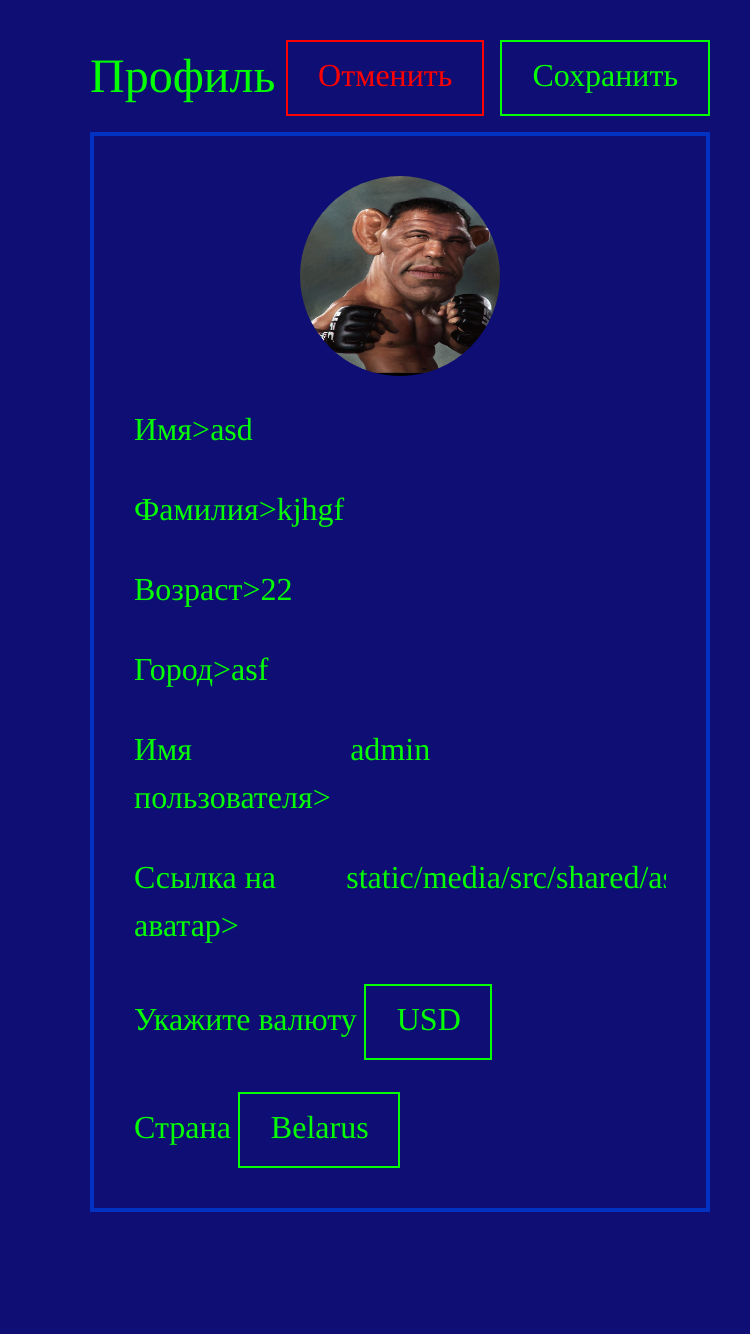 Профиль Отменить Сохранить
Имя>asd
Фамилия>kjhgf
Возраст>22
Город>asf
Имя admin
пользователя>
Ссылка на static/media/src/shared/as
аватар>
Укажите валюту USD
Страна Belarus